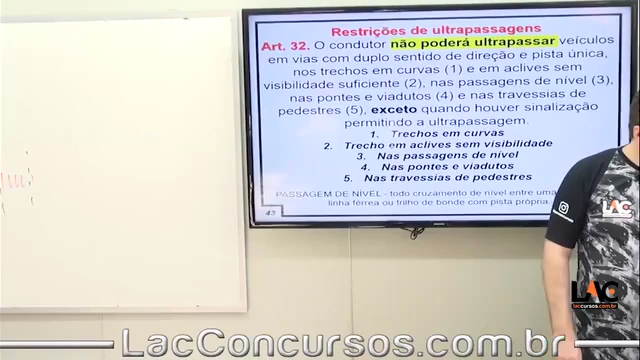 Restrições de ultrapassagens
Art. 32. O condutor não poderá ultrapassar veículos
em vias com duplo sentido de direção e pista única,
nos trechos em curvas (1) e em aclives sem
visibilidade suficiente (2), nas passagens de nível (3),
nas pontes e viadutos (4) e nas travessias de
pedestres (5), exceto quando houver sinalização
permitindo a ultrapassagem.
1. Trechos em curvas
2. Trecho em aclives sem visibilidade
3. Nas passagens de nível
4. Nas pontes e viadutos
5. Nas travessias de pedestres
PASSAGEM DE NÍVEL - todo cruzamento de nível entre uma
linha férrea ou trilho de bonde com pista própria.
43
LAC
LAC
laccursos.com.br
LacConcursos.com.br